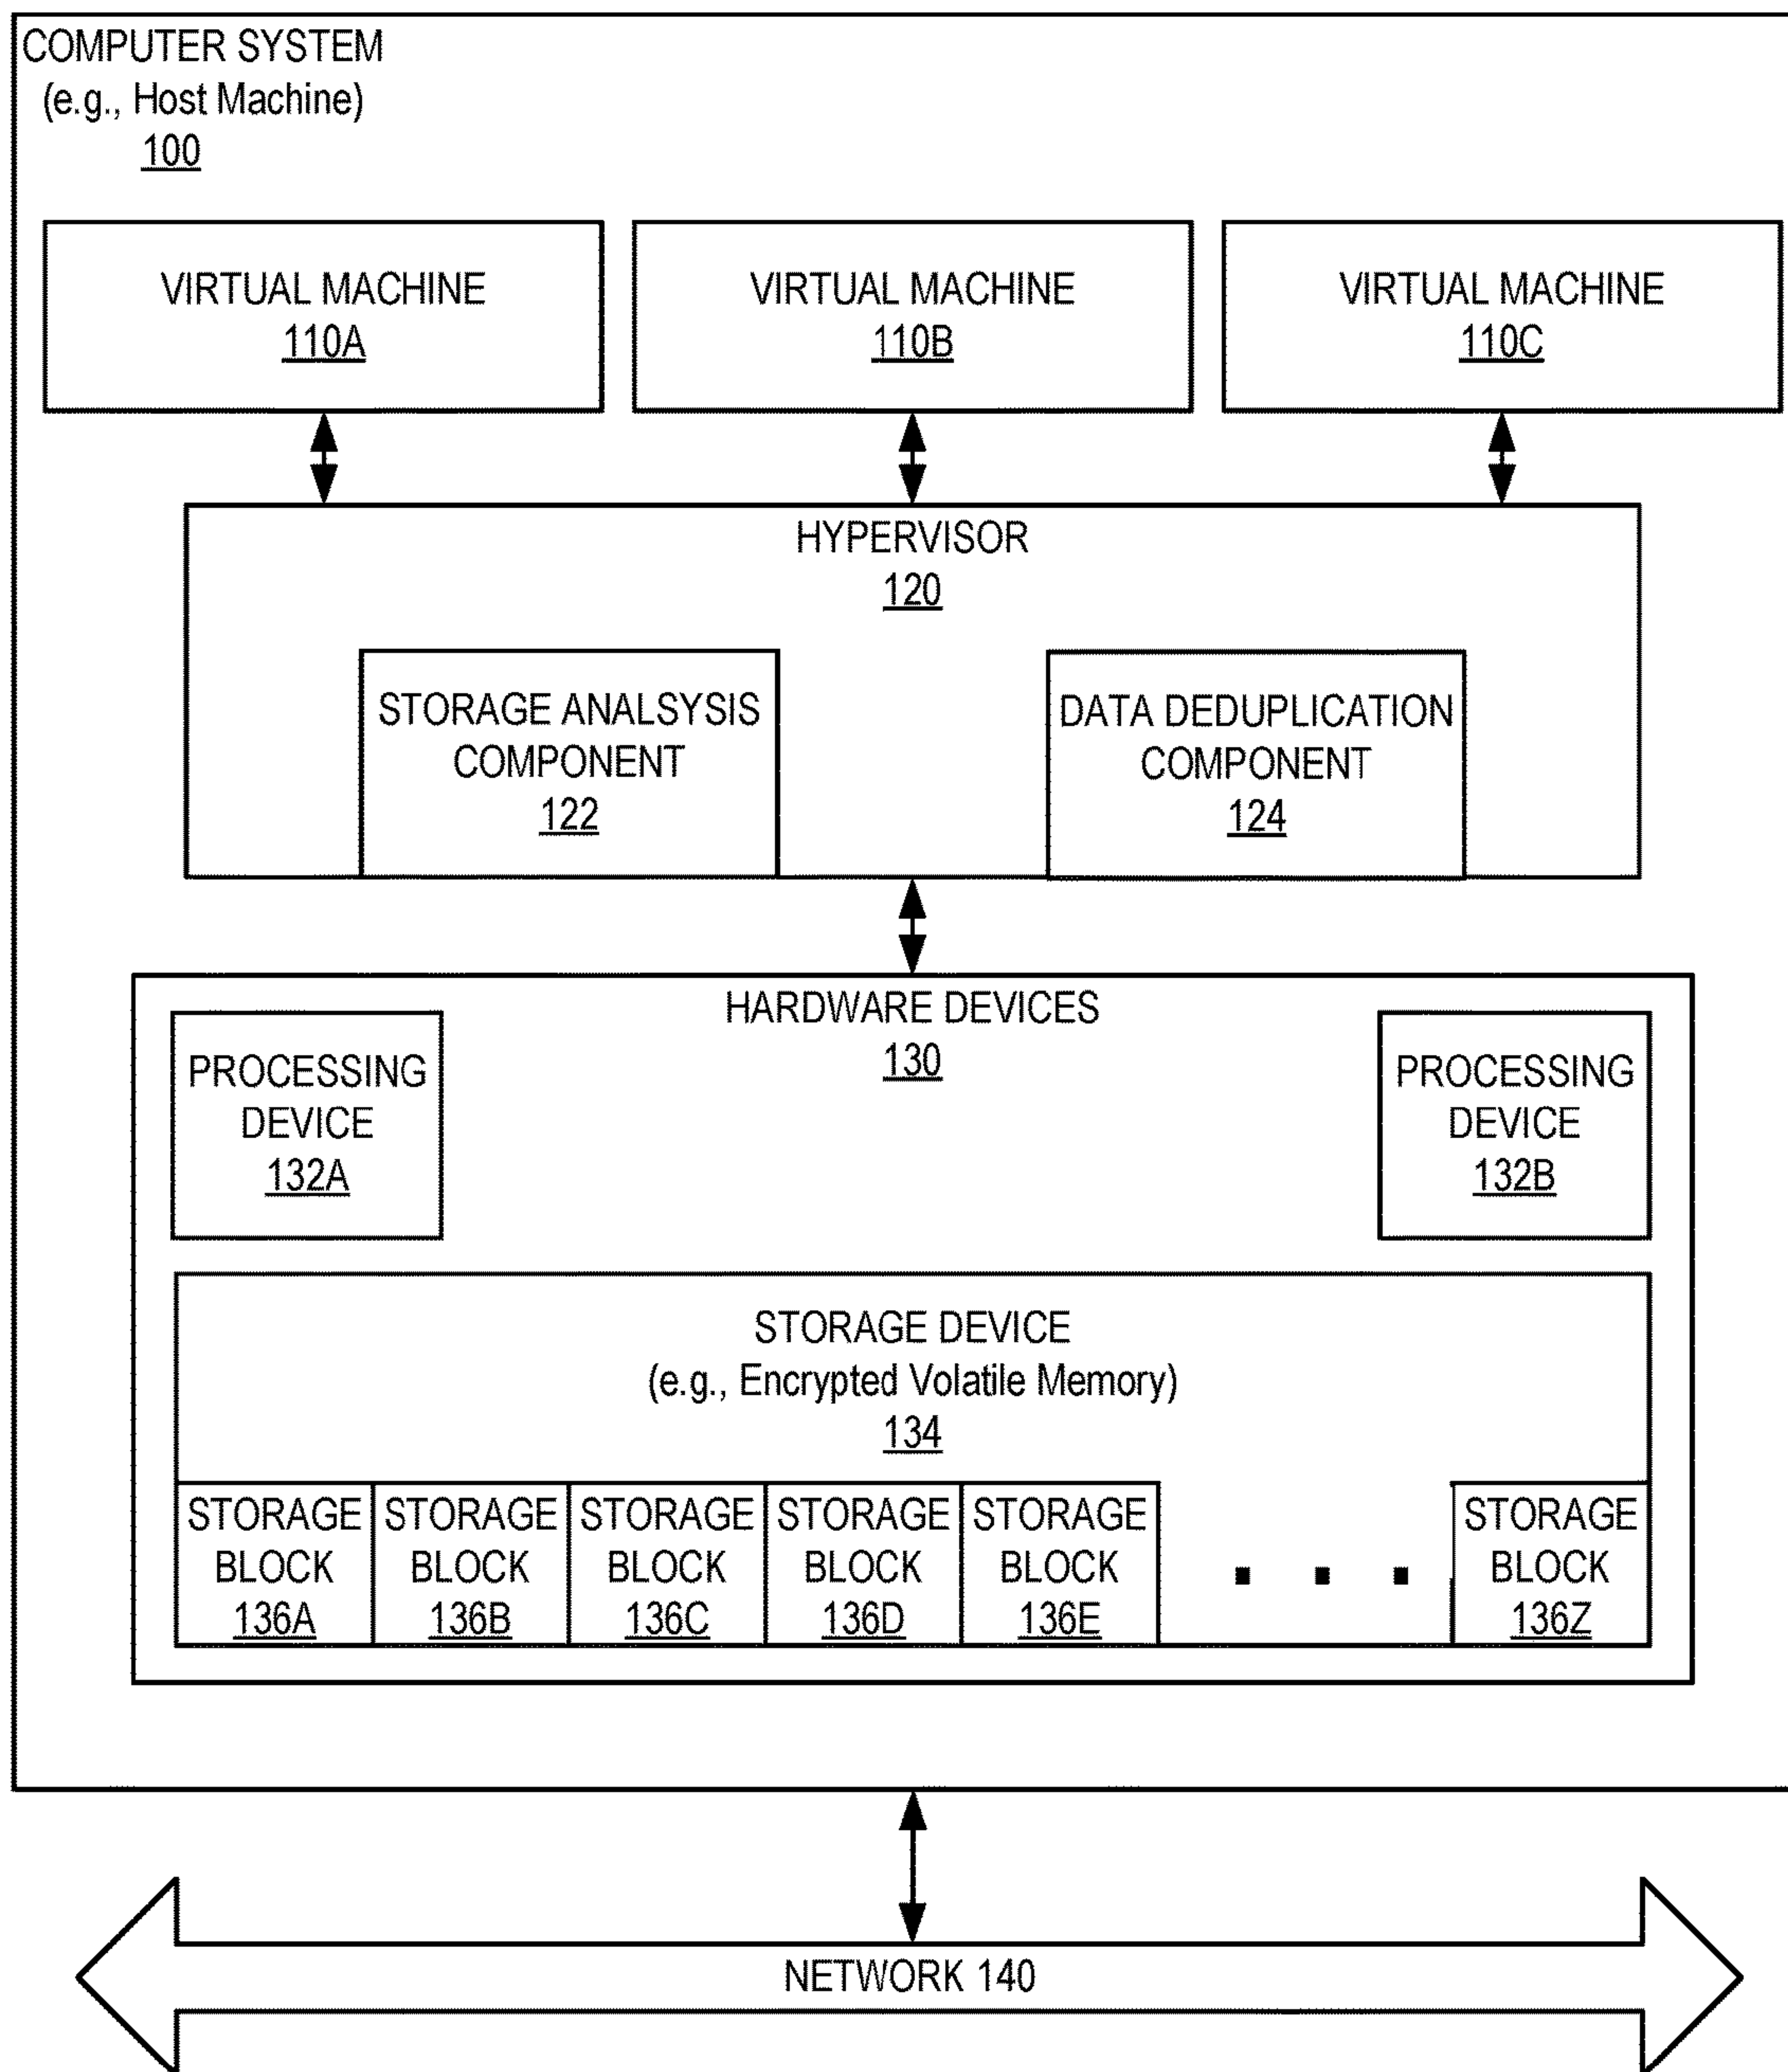 COMPUTER SYSTEM
(e.g., Host Machine)
100
VIRTUAL MACHINE
110A
VIRTUAL MACHINE
110B
VIRTUAL MACHINE
110C
HYPERVISOR
120
STORAGE ANALSYSIS
COMPONENT
122
DATA DEDUPLICATION
COMPONENT
124
HARDWARE DEVICES
130
PROCESSING
DEVICE
132A
PROCESSING
DEVICE
132B
STORAGE DEVICE
(e.g., Encrypted Volatile Memory)
134
STORAGE
BLOCK
136A
STORAGE
BLOCK
136B
STORAGE
BLOCK
136C
STORAGE
BLOCK
136D
STORAGE
BLOCK
136E
. . .
STORAGE
BLOCK
136Z
NETWORK 140